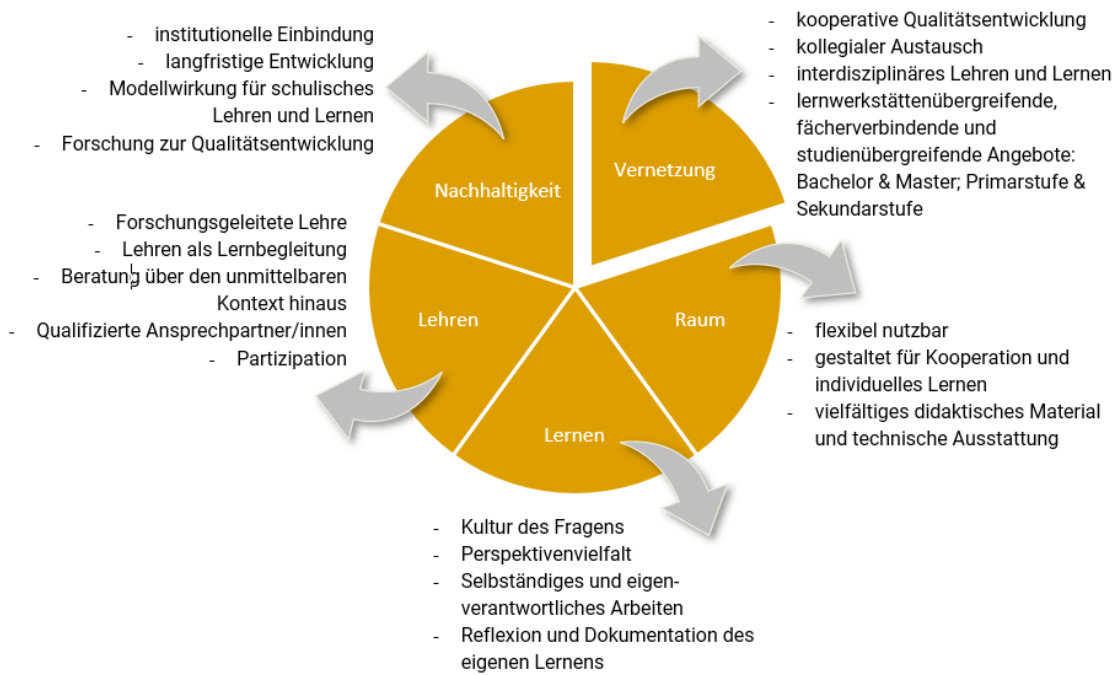 - institutionelle Einbindung
- langfristige Entwicklung
- Modellwirkung für schulisches
Lehren und Lernen
- Forschung zur Qualitätsentwicklung
- kooperative Qualitätsentwicklung
- kollegialer Austausch
- interdisziplinäres Lehren und Lernen
- lernwerkstättenübergreifende,
fächerverbindende und
studienübergreifende Angebote:
Bachelor & Master; Primarstufe &
Sekundarstufe
Nachhaltigkeit
Vernetzung
- Forschungsgeleitete Lehre
- Lehren als Lernbegleitung
- Beratung über den unmittelbaren
Kontext hinaus
- Qualifizierte Ansprechpartner/innen
- Partizipation
Lehren
Raum
- flexibel nutzbar
- gestaltet für Kooperation und
individuelles Lernen
- vielfältiges didaktisches Material
und technische Ausstattung
Lernen
- Kultur des Fragens
- Perspektivenvielfalt
- Selbständiges und eigen-
verantwortliches Arbeiten
- Reflexion und Dokumentation des
eigenen Lernens